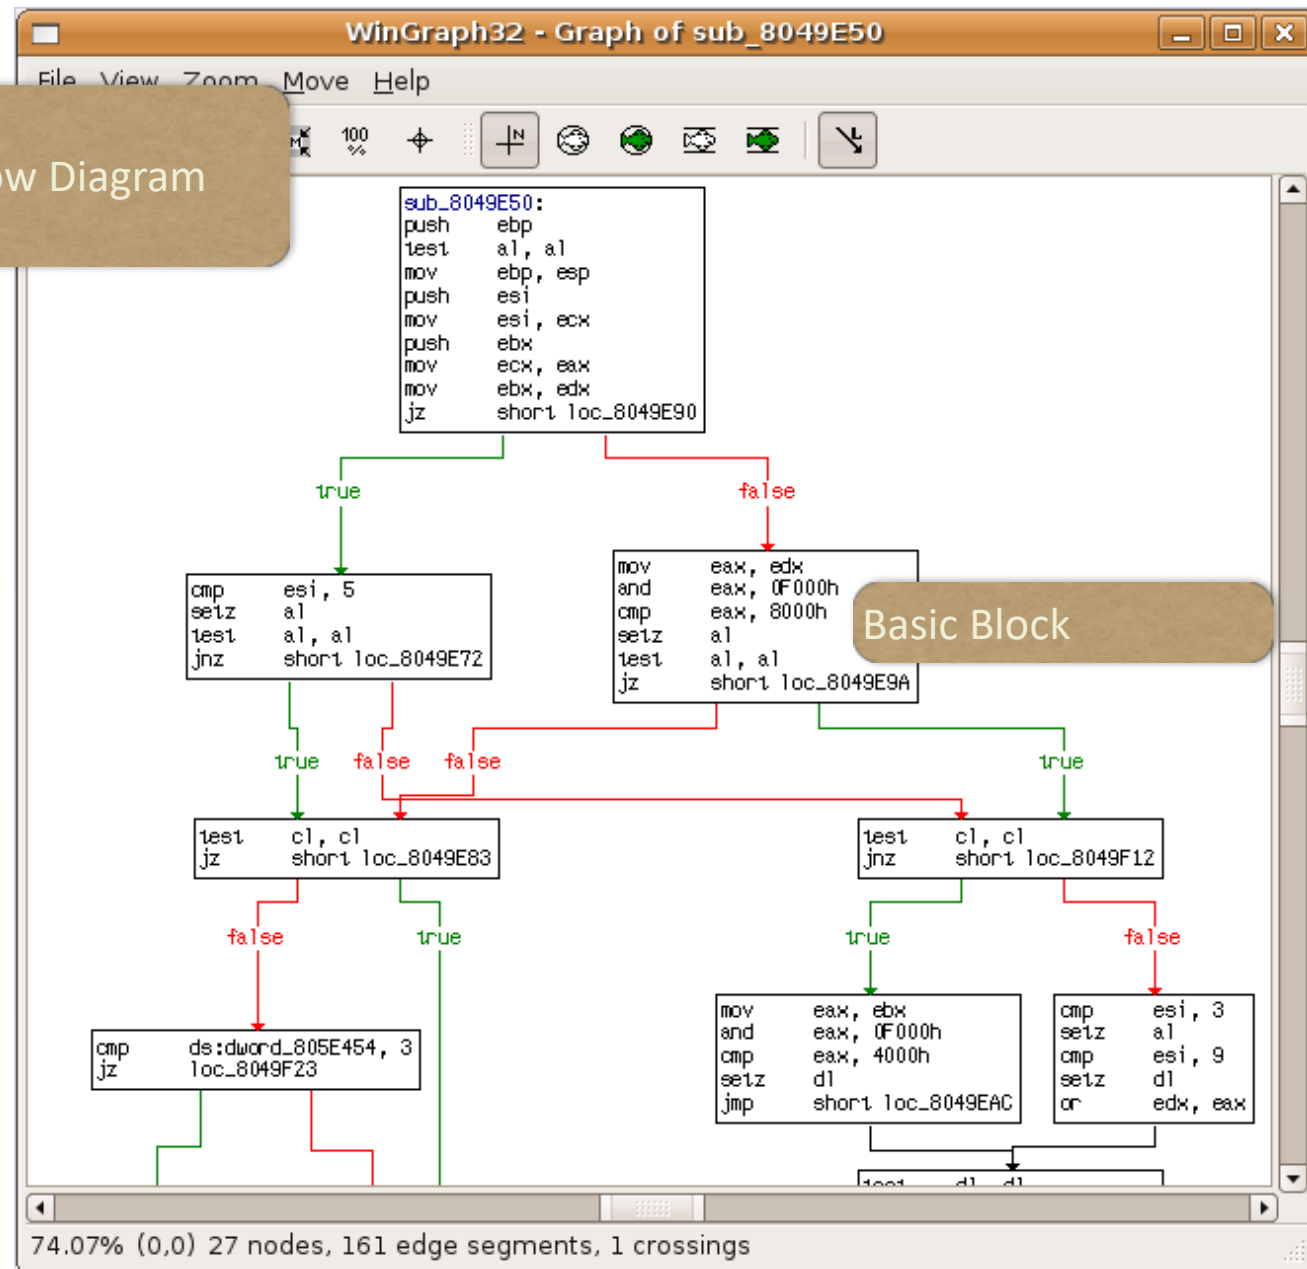 WinGraph32 - Graph of sub_8049E50
File View Zoom Move Help
100 %
N
Diagram
sub_8049E50:
push ebp
test al, al
mov ebp, esp
push esi
mov esi, ecx
push ebx
mov ecx, eax
mov ebx, edx
jz short loc_8049E90
true
false
cmp esi, 5
setz al
test al, al
jnz short loc_8049E72
mov eax, edx
and eax, 0F000h
cmp eax, 8000h
setz al
test al, al
jz short loc_8049E9A
Basic Block
true
false
false
true
test cl, cl
jz short loc_8049E83
test cl, cl
jnz short loc_8049F12
false
true
true
false
cmp ds:dword_805E454, 3
jz loc_8049F23
mov eax, ebx
and eax, 0F000h
cmp eax, 4000h
setz dl
jmp short loc_8049EAC
cmp esi, 3
setz al
cmp esi, 9
setz dl
or edx, eax
test dl, dl
74.07% (0,0) 27 nodes, 161 edge segments, 1 crossings